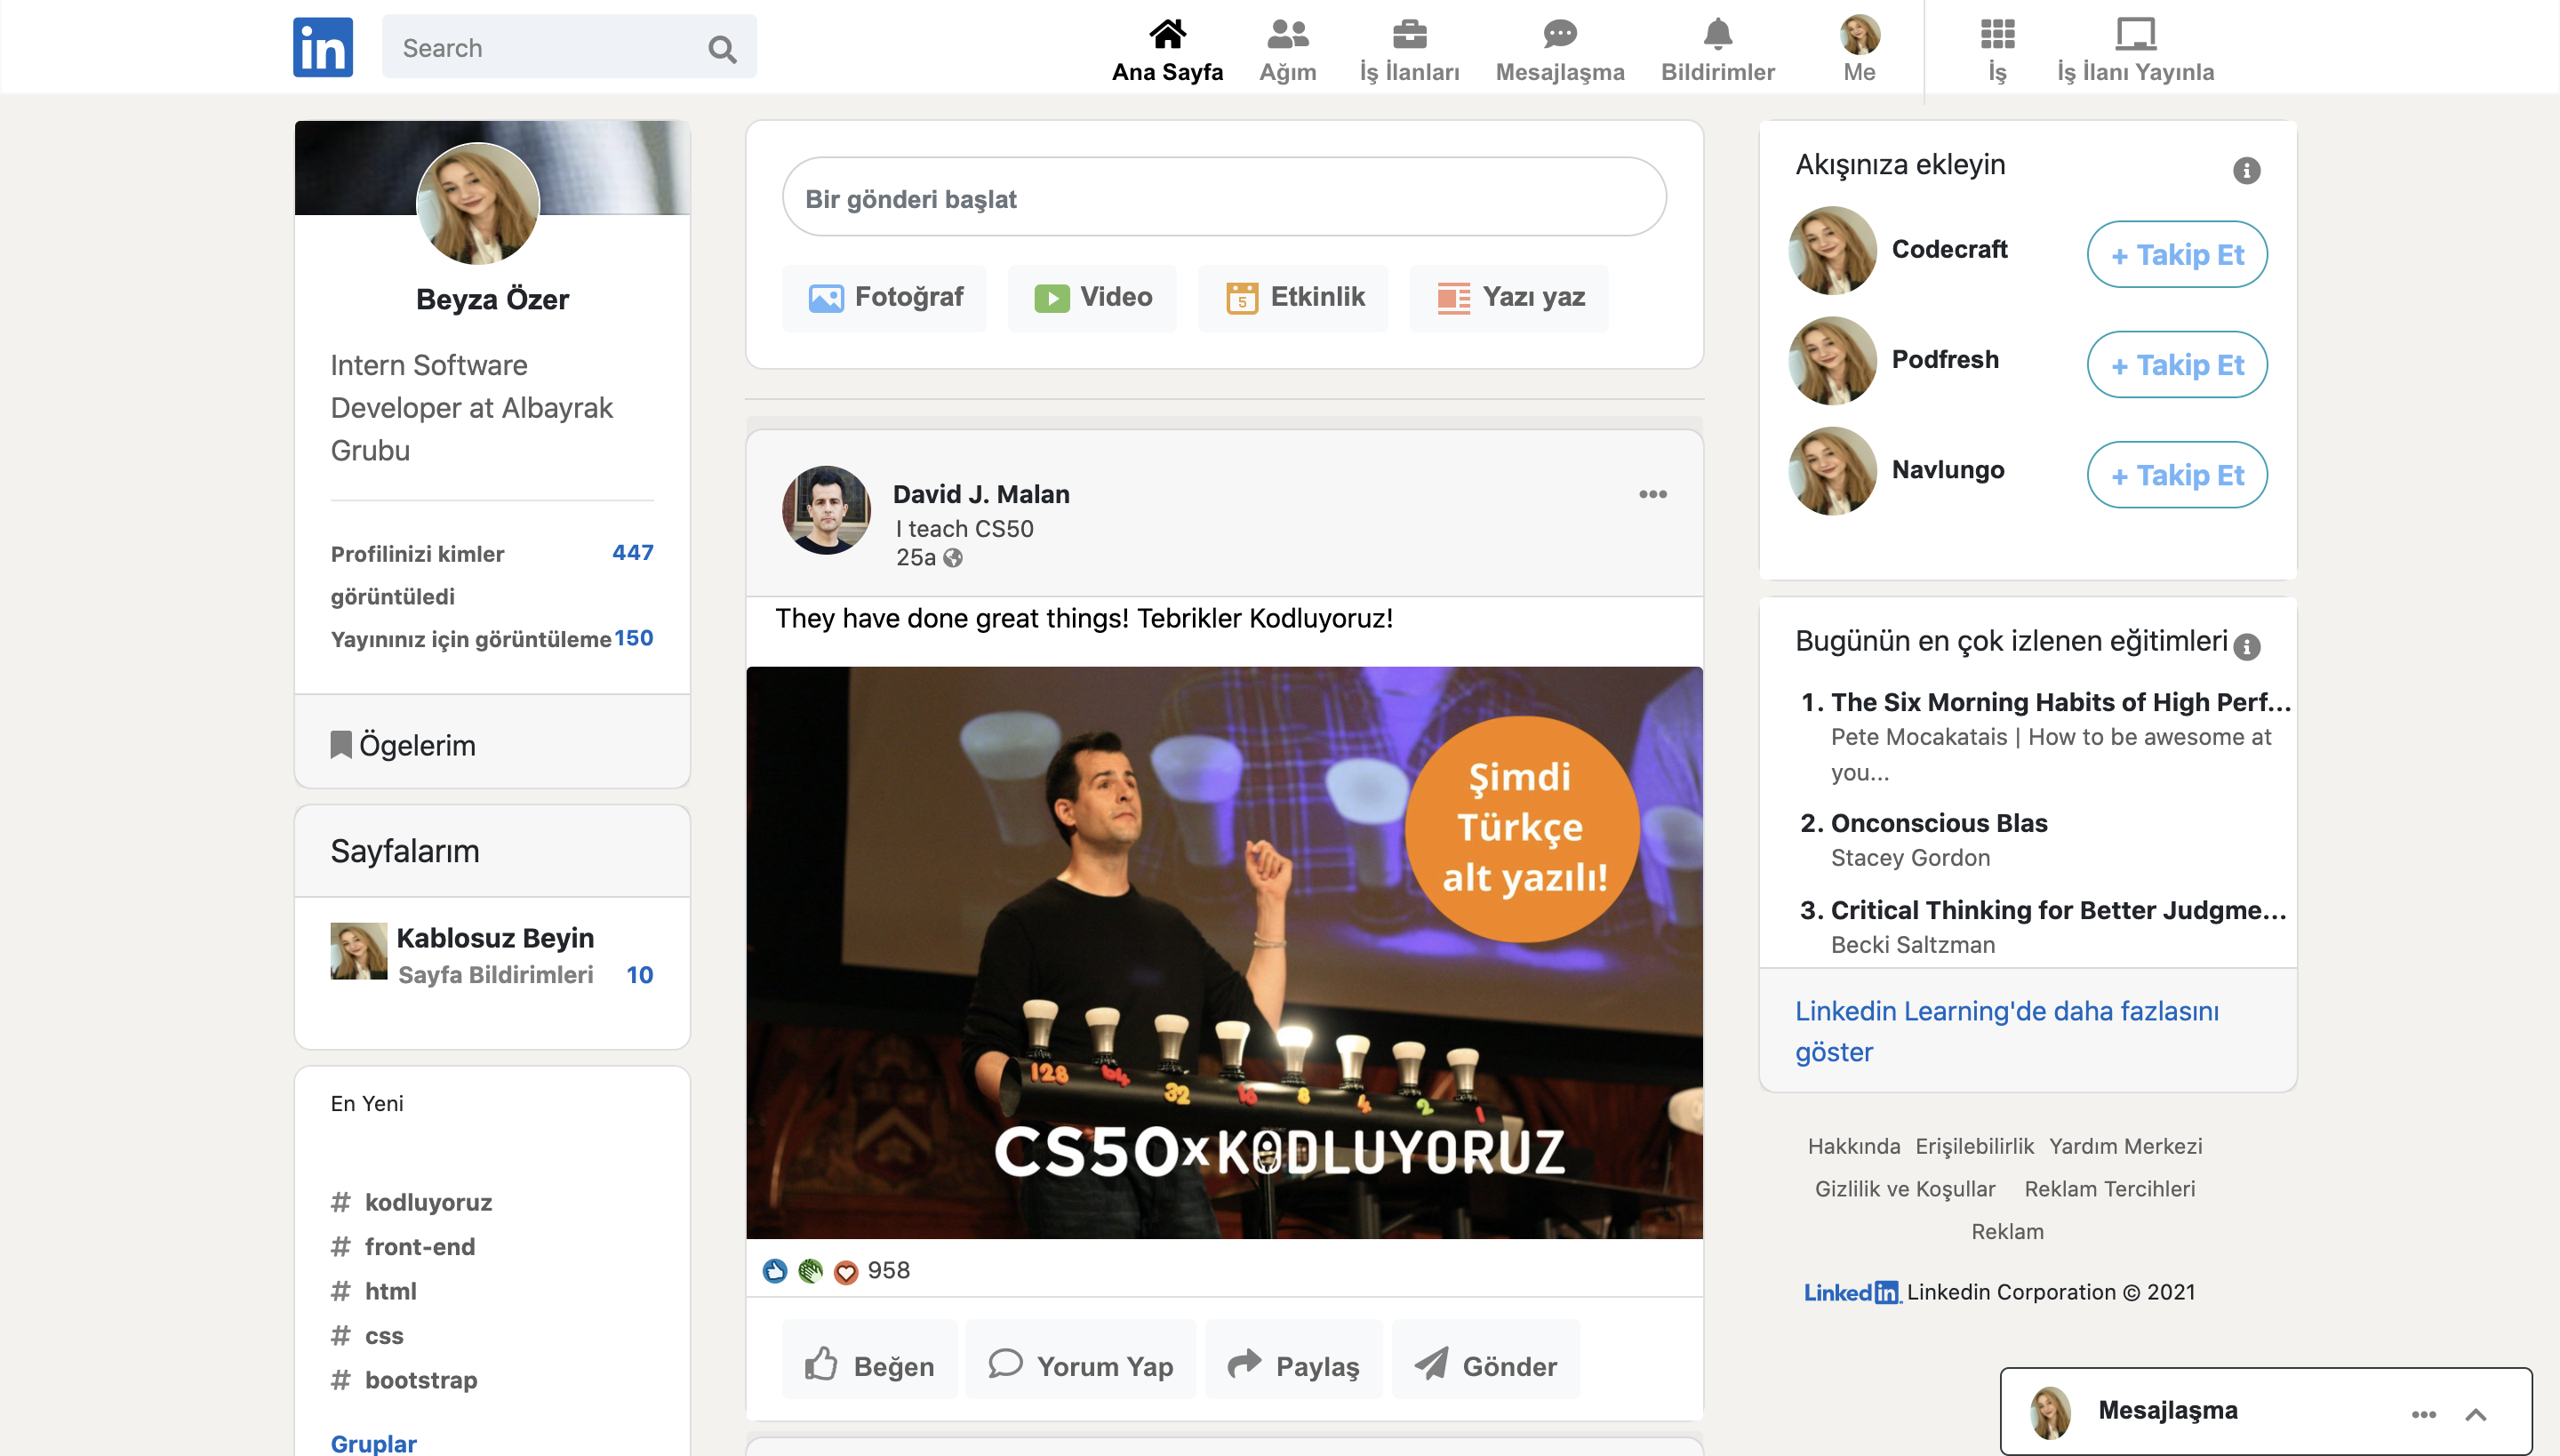 in
Search
Ana Sayfa
Ağım
İş İlanları
Mesajlaşma
Bildirimler
Me
İş
İş İlanı Yayınla
Beyza Özer
Intern Software
Developer at Albayrak
Grubu
Profilinizi kimler
görüntüledi
447
Yayınınız için görüntüleme 150
Ögelerim
Sayfalarım
Kablosuz Beyin
Sayfa Bildirimleri 10
En Yeni
# kodluyoruz
# front-end
# html
# css
# bootstrap
Gruplar
Bir gönderi başlat
Fotoğraf
Video
5 Etkinlik
Yazı yaz
David J. Malan
I teach CS50
25a
They have done great things! Tebrikler Kodluyoruz!
Şimdi
Türkçe
alt yazılı!
128 64 32 16 8 4 2 1
CS50xKODLUYORUZ
958
Beğen
Yorum Yap
Paylaş
Gönder
Akışınıza ekleyin
Codecraft
+ Takip Et
Podfresh
+ Takip Et
Navlungo
+ Takip Et
Bugünün en çok izlenen eğitimleri
1. The Six Morning Habits of High Perf...
Pete Mocakatais | How to be awesome at
you...
2. Onconscious Blas
Stacey Gordon
3. Critical Thinking for Better Judgme...
Becki Saltzman
Linkedin Learning'de daha fazlasını
göster
Hakkında Erişilebilirlik Yardım Merkezi
Gizlilik ve Koşullar Reklam Tercihleri
Reklam
Linkedin Linkedin Corporation © 2021
Mesajlaşma